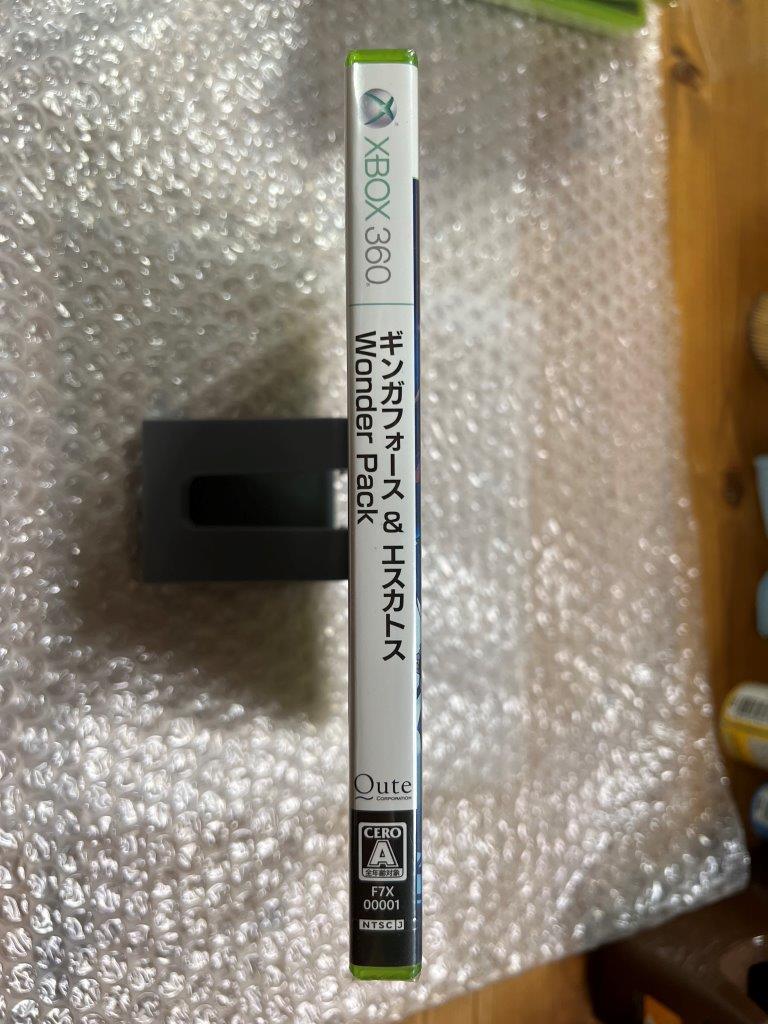 XBOX 360
ギンガフォース & エスカトス
Wonder Pack
Qute
CORPORATION
CERO
A
全年齢対象
F7X
00001
NTSC J